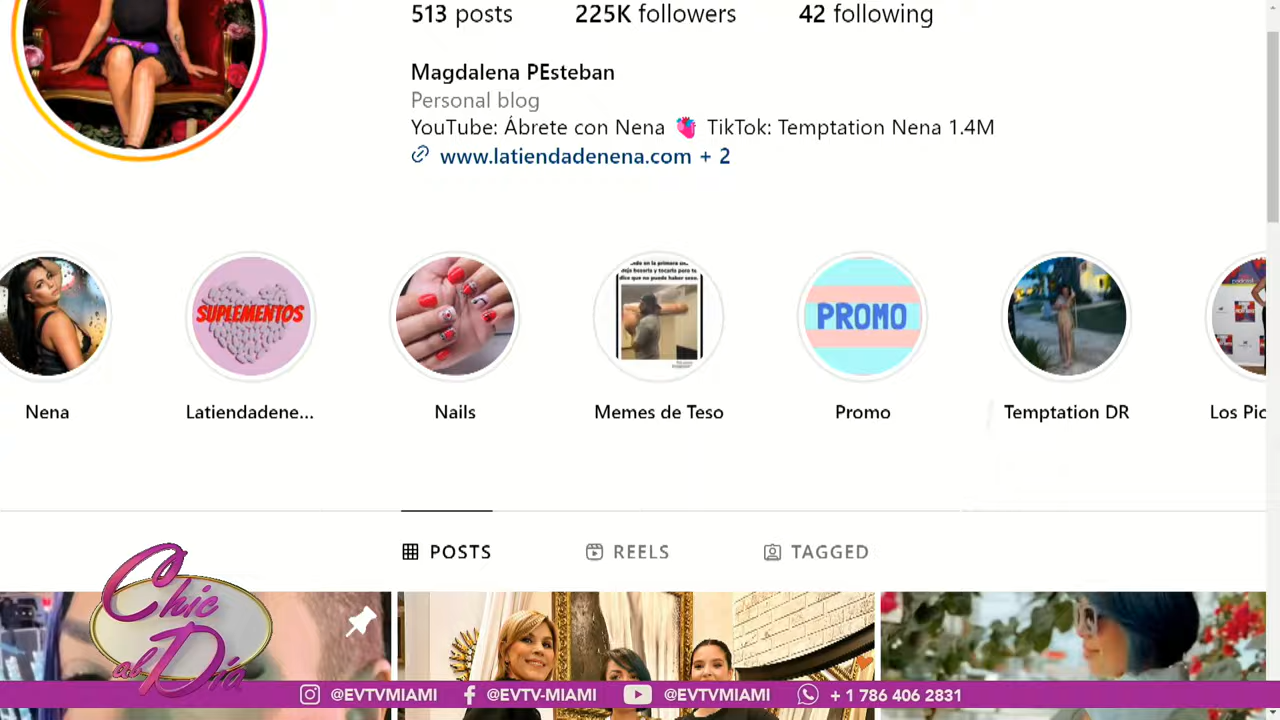 513 posts 225K followers 42 following
Magdalena PEsteban
Personal blog
YouTube: Ábrete con Nena 🫀 TikTok: Temptation Nena 1.4M
www.latiendadenena.com + 2
SUPLEMENTOS
PROMO
Nena Latiendadene... Nails Memes de Teso Promo Temptation DR Los Pic
POSTS REELS TAGGED
Chic
al Día
@EVTVMIAMI @EVTV-MIAMI @EVTVMIAMI + 1 786 406 2831